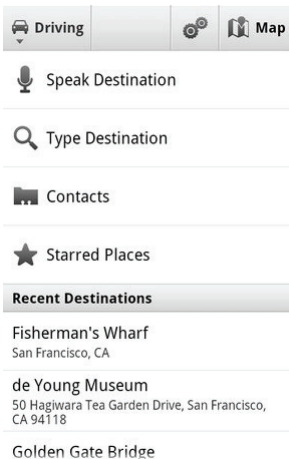 Driving
Map
Speak Destination
Type Destination
Contacts
Starred Places
Recent Destinations
Fisherman's Wharf
San Francisco, CA
de Young Museum
50 Hagiwara Tea Garden Drive, San Francisco,
CA 94118
Golden Gate Bridge